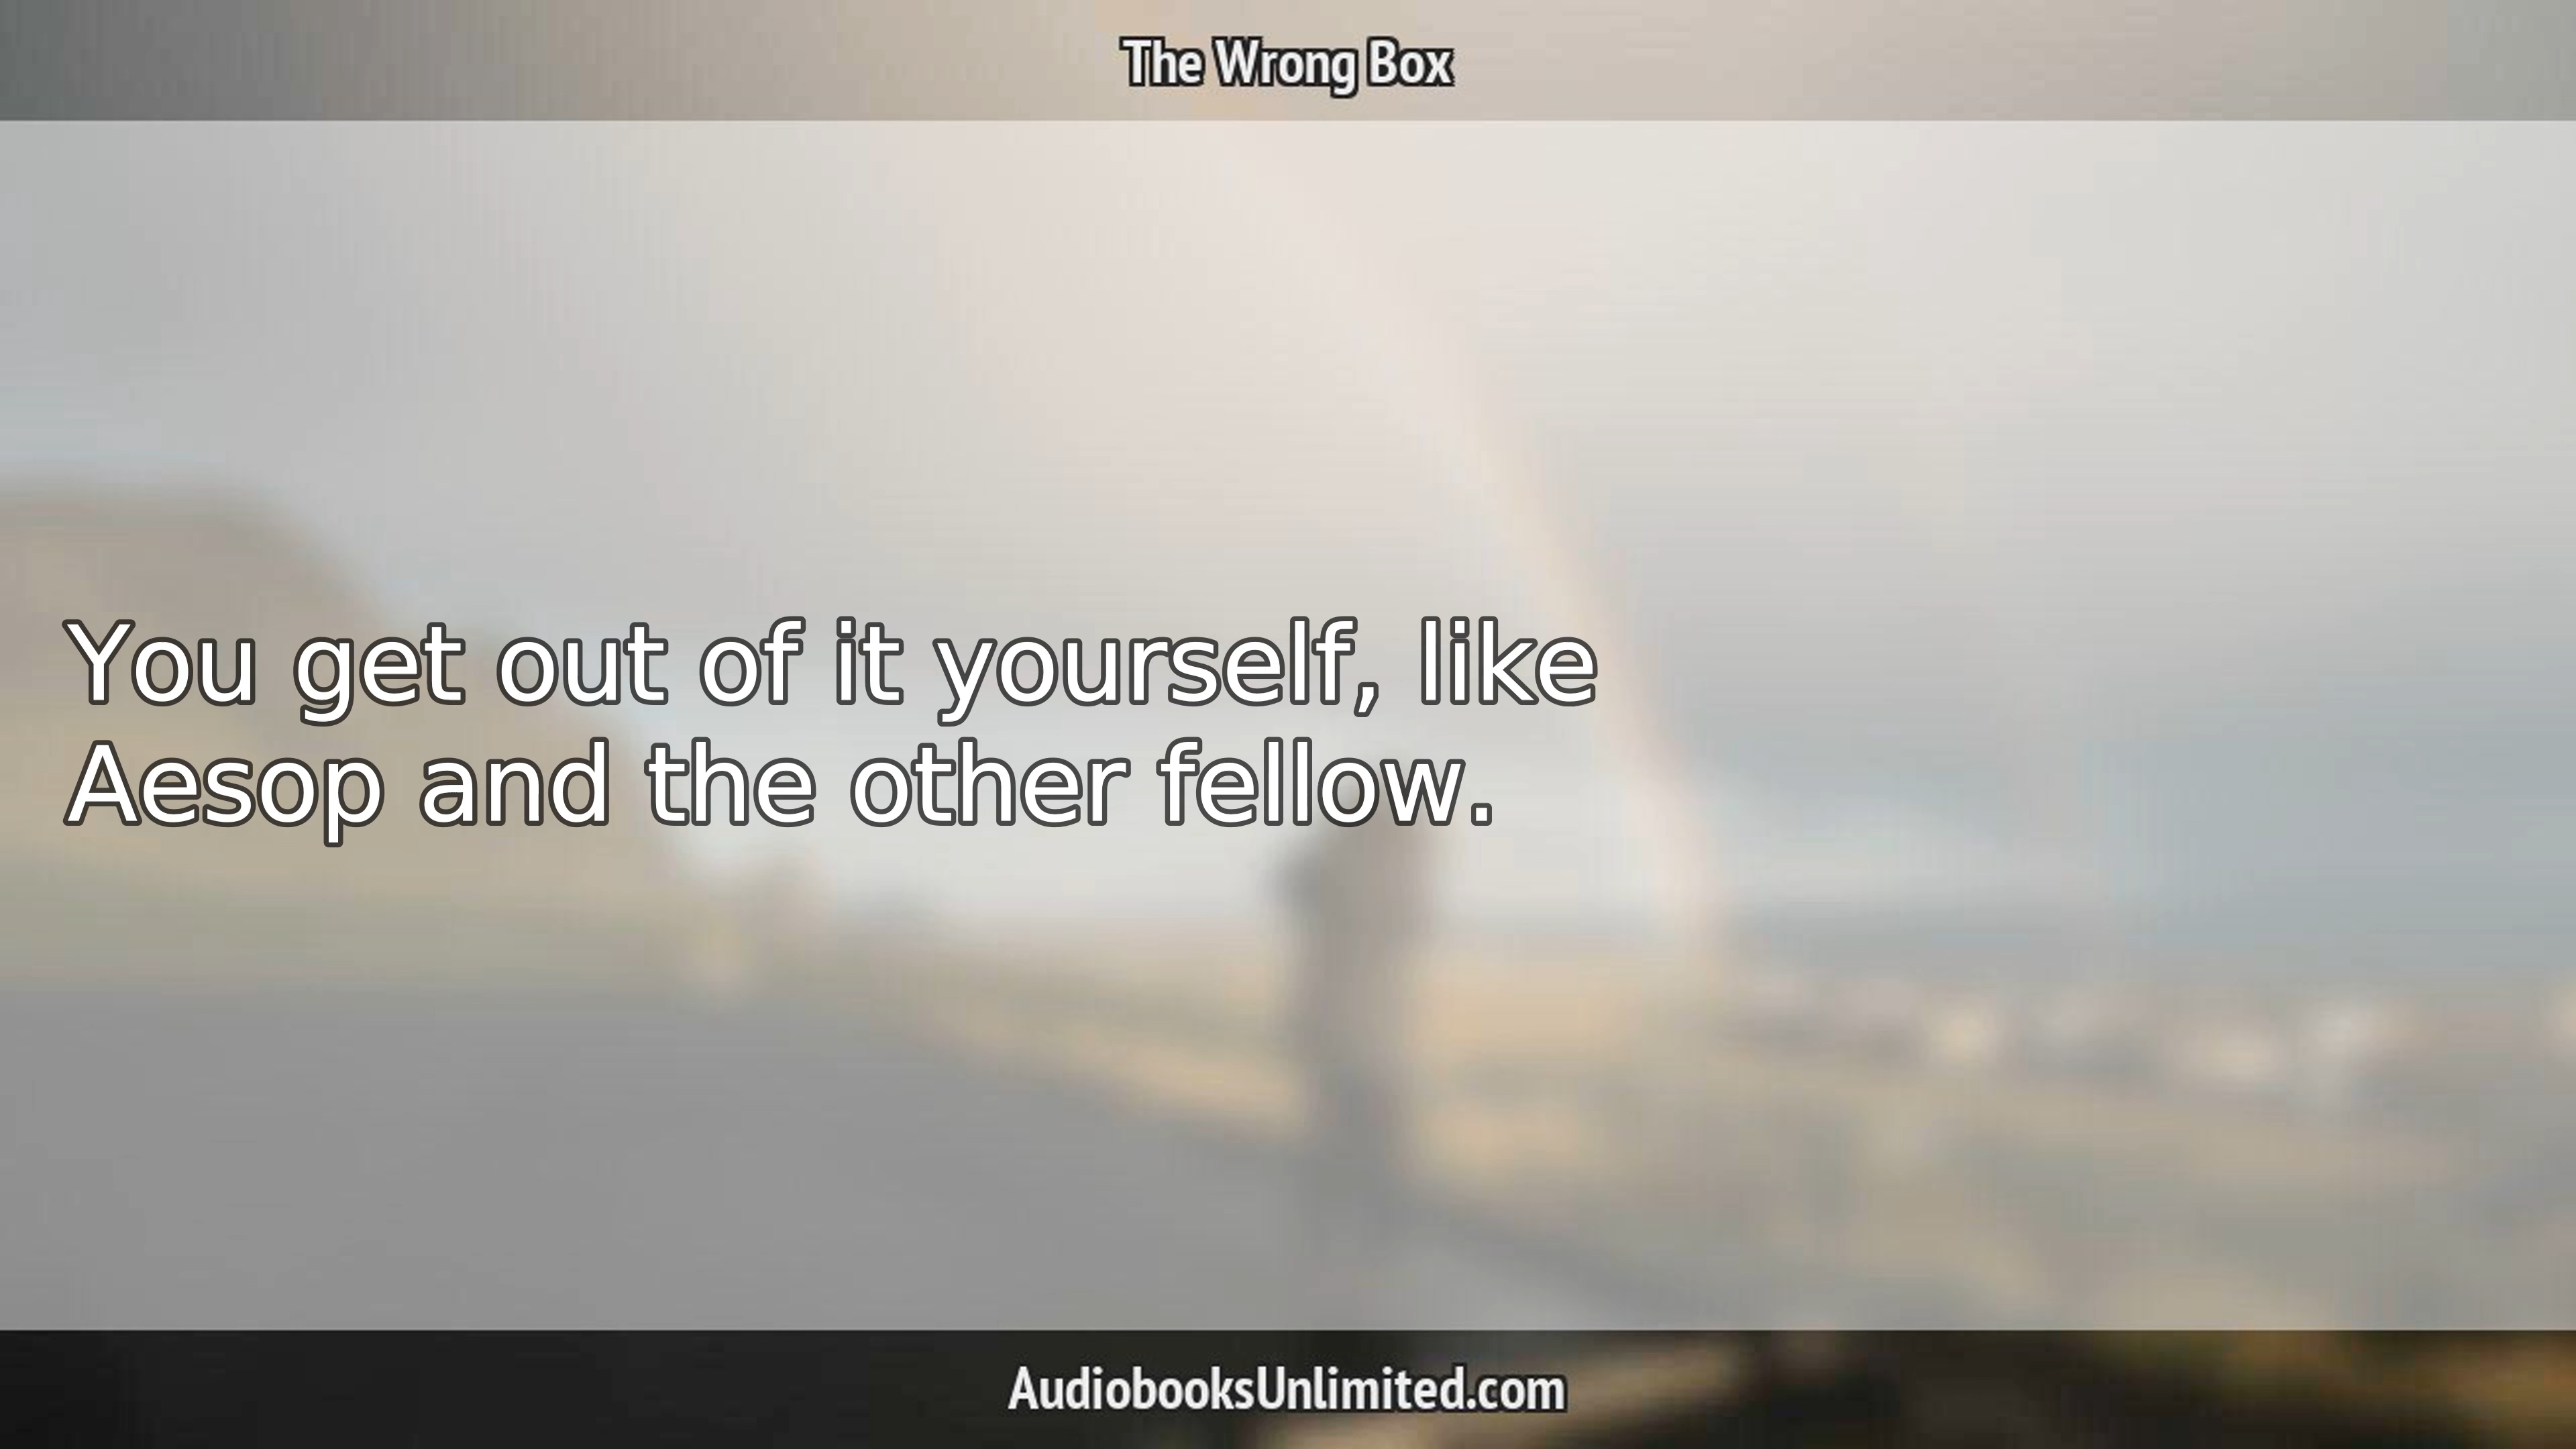 The Wrong Box
You get out of it yourself, like
Aesop and the other fellow.
AudiobooksUnlimited.com